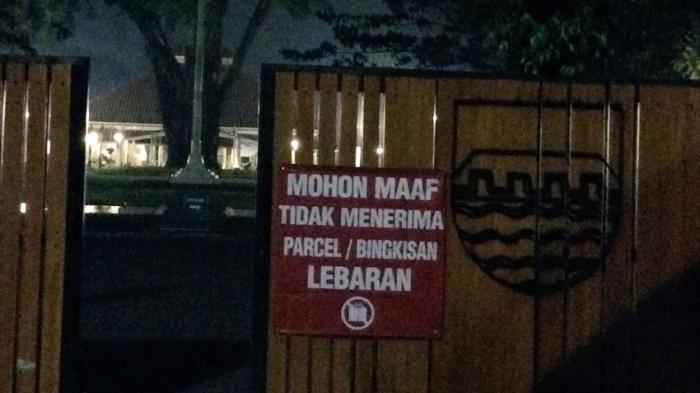 MOHON MAAF
TIDAK MENERIMA
PARCEL / BINGKISAN
LEBARAN